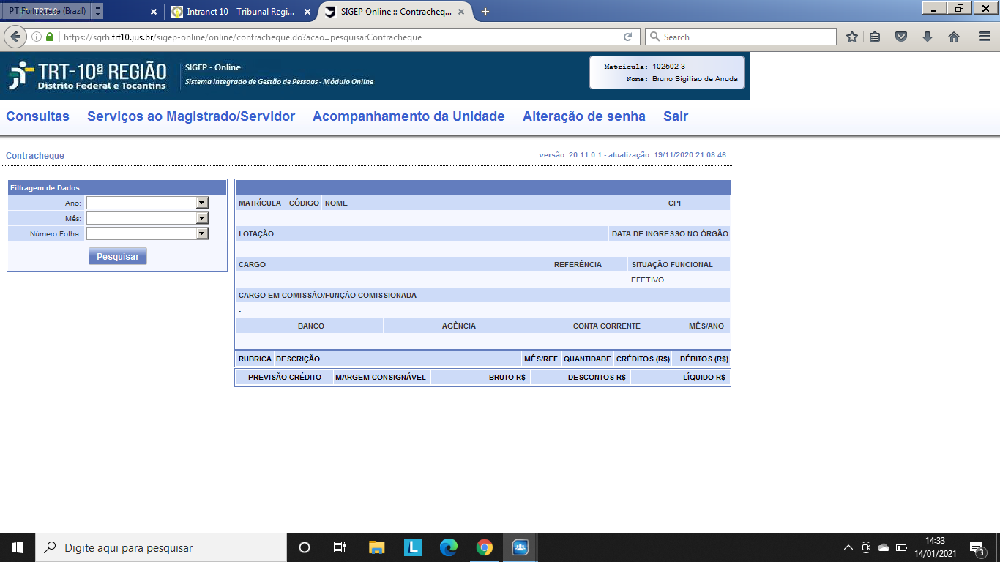 PT Portuguese (Brazil)
Intranet 10 - Tribunal Regi...
SIGEP Online :: Contracheq...
https://sgrh.trt10.jus.br/sigep-online/online/contracheque.do?acao=pesquisarContracheque
Search
TRT-10ª REGIÃO
Distrito Federal e Tocantins
SIGEP - Online
Sistema Integrado de Gestão de Pessoas - Módulo Online
Matrícula: 102502-3
Nome: Bruno Sigiliao de Arruda
Consultas Serviços ao Magistrado/Servidor Acompanhamento da Unidade Alteração de senha Sair
Contracheque
versão: 20.11.0.1 - atualização: 19/11/2020 21:08:46
Filtragem de Dados
Ano:
Mês:
Número Folha:
Pesquisar
MATRÍCULA CÓDIGO NOME CPF
LOTAÇÃO DATA DE INGRESSO NO ÓRGÃO
CARGO REFERÊNCIA SITUAÇÃO FUNCIONAL
EFETIVO
CARGO EM COMISSÃO/FUNÇÃO COMISSIONADA
-
BANCO AGÊNCIA CONTA CORRENTE MÊS/ANO
RUBRICA DESCRIÇÃO MÊS/REF. QUANTIDADE CRÉDITOS (R$) DÉBITOS (R$)
PREVISÃO CRÉDITO MARGEM CONSIGNÁVEL BRUTO R$ DESCONTOS R$ LÍQUIDO R$
Digite aqui para pesquisar
L
14:33
14/01/2021
3